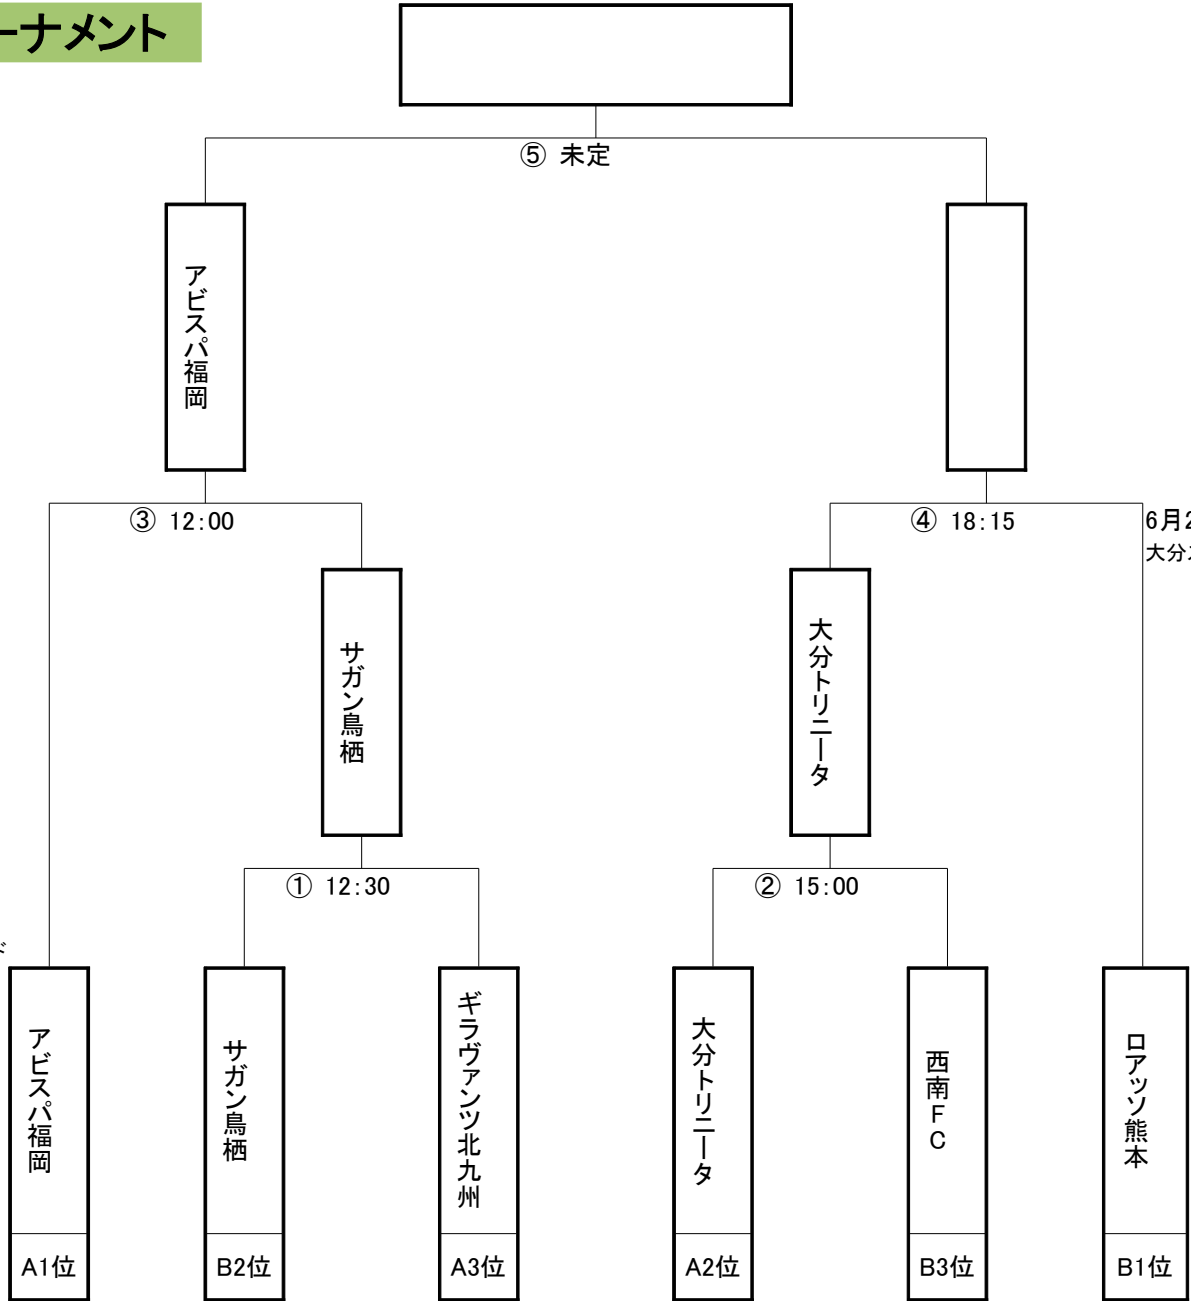 ーナメント
⑤ 未定
アビスパ福岡
③ 12:00
④ 18:15
6月2
大分
サガン鳥栖
大分トリニータ
① 12:30
② 15:00
ド
アビスパ福岡
サガン鳥栖
ギラヴァンツ北九州
大分トリニータ
西南FC
ロアッソ熊本
A1位
B2位
A3位
A2位
B3位
B1位